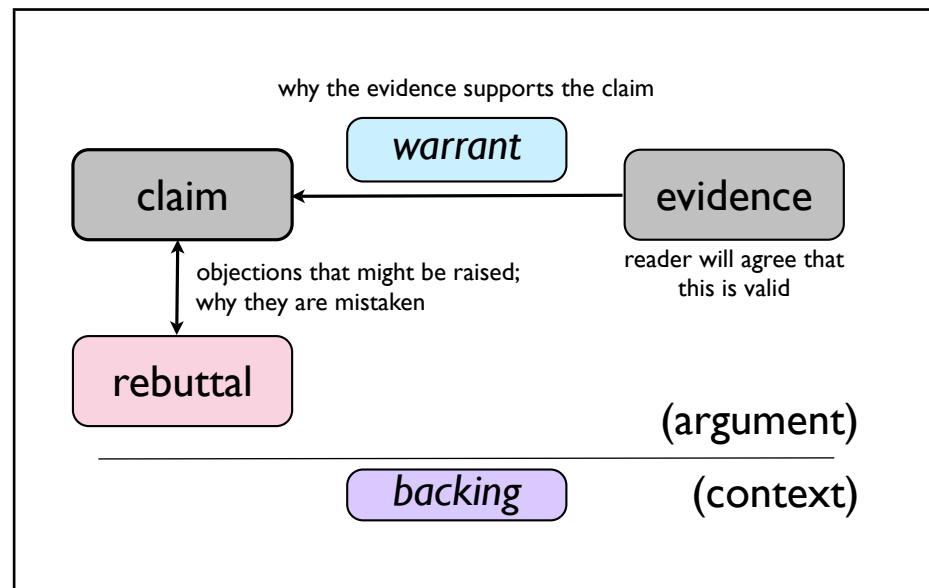 why the evidence supports the claim
warrant
claim
evidence
objections that might be raised;
why they are mistaken
reader will agree that
this is valid
rebuttal
(argument)
backing
(context)